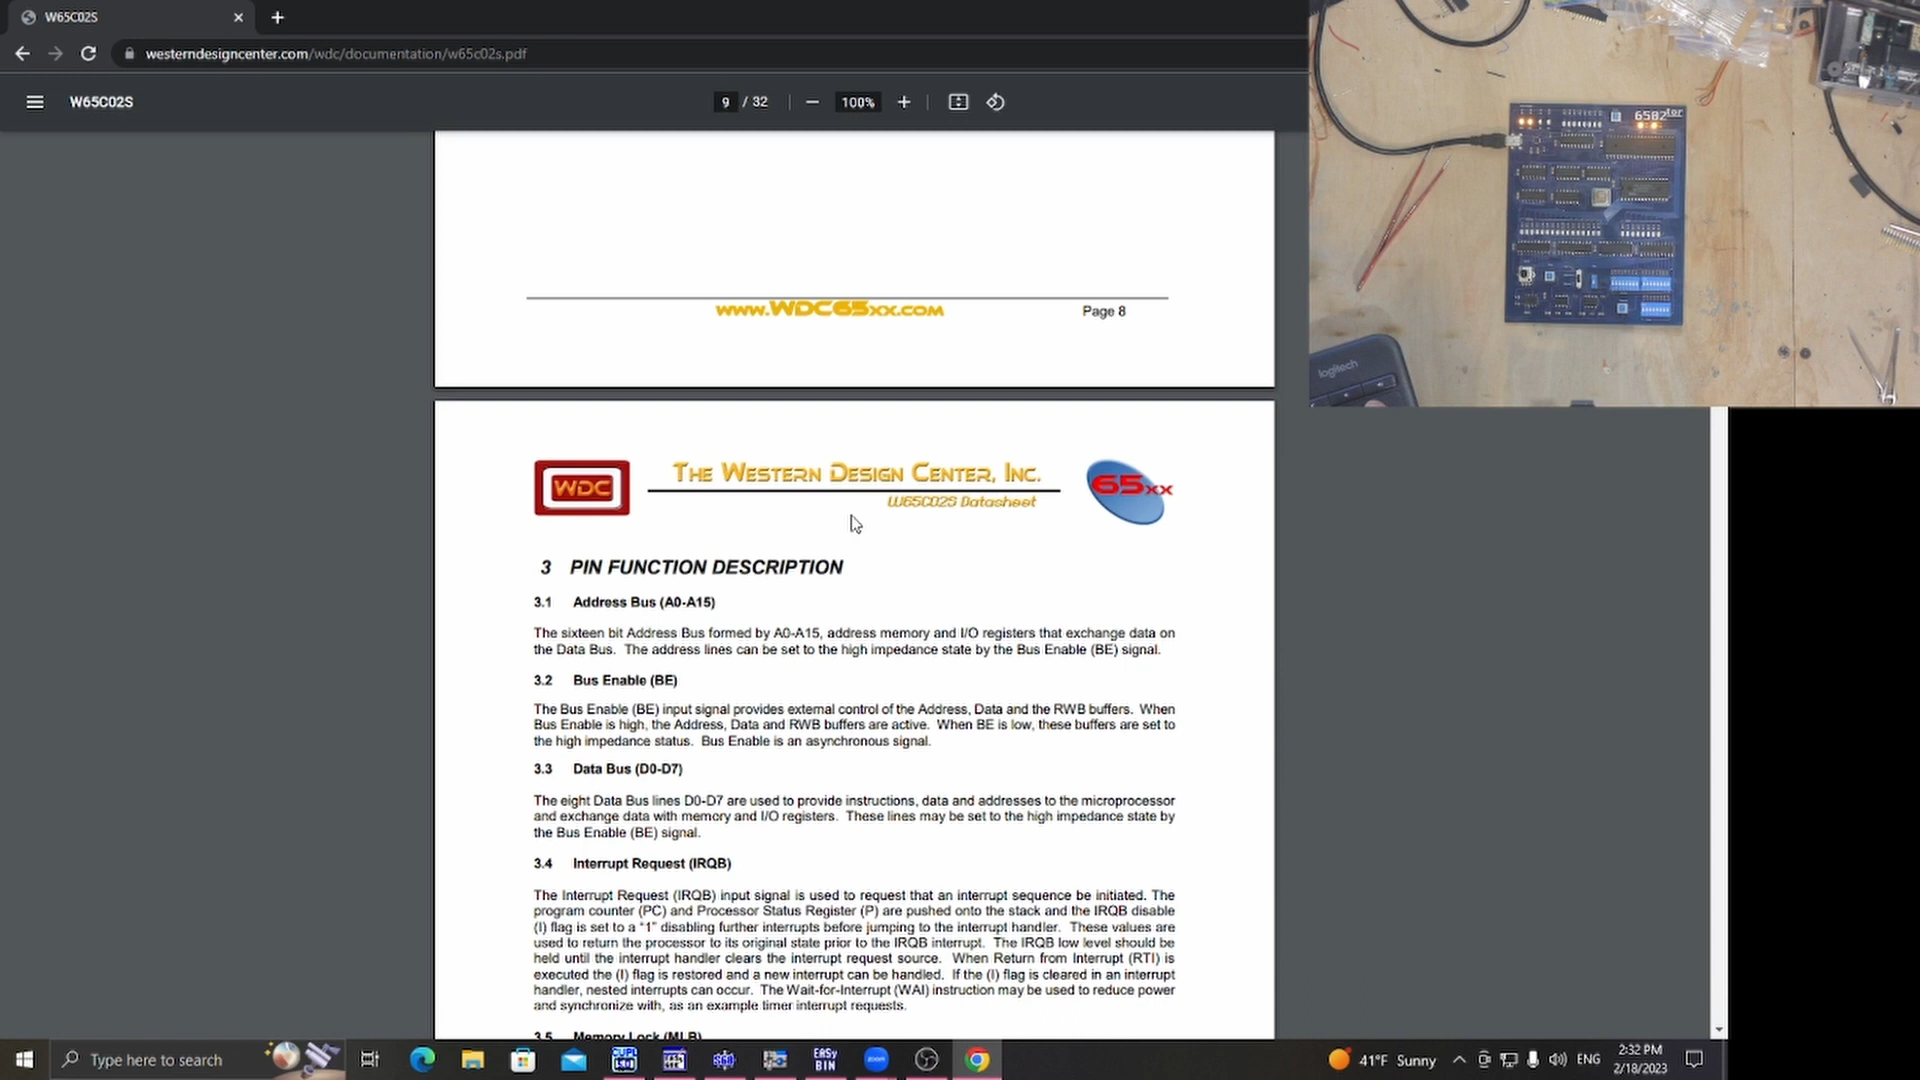 W65C02S
westerndesigncenter.com/wdc/documentation/w65c02s.pdf
W65C02S
9 / 32
100%
www.WDC65xx.com
Page 8
WDC
The Western Design Center, Inc.
W65C02S Datasheet
65xx
3 PIN FUNCTION DESCRIPTION
3.1 Address Bus (A0-A15)
The sixteen bit Address Bus formed by A0-A15, address memory and I/O registers that exchange data on
the Data Bus. The address lines can be set to the high impedance state by the Bus Enable (BE) signal.
3.2 Bus Enable (BE)
The Bus Enable (BE) input signal provides external control of the Address, Data and the RWB buffers. When
Bus Enable is high, the Address, Data and RWB buffers are active. When BE is low, these buffers are set to
the high impedance status. Bus Enable is an asynchronous signal.
3.3 Data Bus (D0-D7)
The eight Data Bus lines D0-D7 are used to provide instructions, data and addresses to the microprocessor
and exchange data with memory and I/O registers. These lines may be set to the high impedance state by
the Bus Enable (BE) signal.
3.4 Interrupt Request (IRQB)
The Interrupt Request (IRQB) input signal is used to request that an interrupt sequence be initiated. The
program counter (PC) and Processor Status Register (P) are pushed onto the stack and the IRQB disable
(I) flag is set to a “1” disabling further interrupts before jumping to the interrupt handler. These values are
used to return the processor to its original state prior to the IRQB interrupt. The IRQB low level should be
held until the interrupt handler clears the interrupt request source. When Return from Interrupt (RTI) is
executed the (I) flag is restored and a new interrupt can be handled. If the (I) flag is cleared in an interrupt
handler, nested interrupts can occur. The Wait-for-Interrupt (WAI) instruction may be used to reduce power
and synchronize with, as an example timer interrupt requests.
3.5 Memory Lock (MLB)
6502tor
logitech
Type here to search
CUPL
EASy
BIN
zoom
41°F Sunny
ENG
2:32 PM
2/18/2023